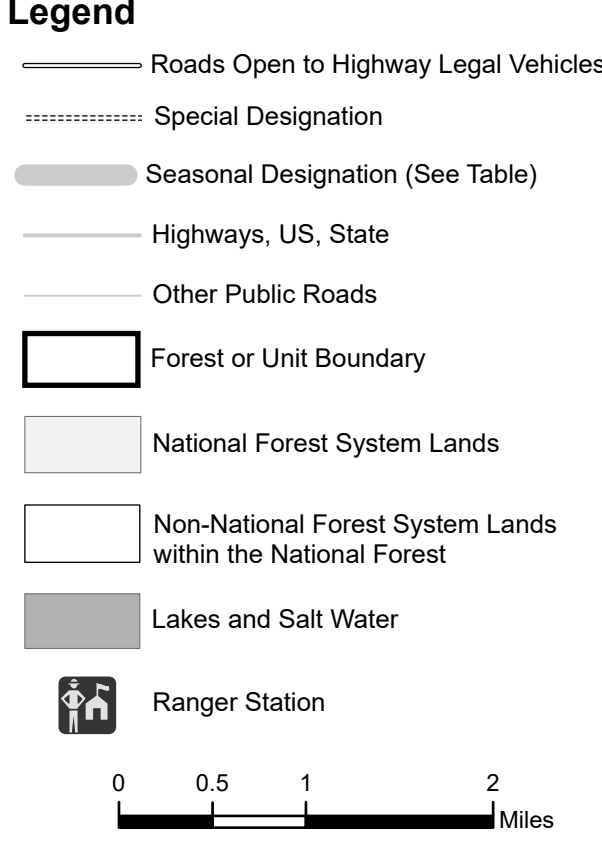 Legend
Roads Open to Highway Legal Vehicles
Special Designation
Seasonal Designation (See Table)
Highways, US, State
Other Public Roads
Forest or Unit Boundary
National Forest System Lands
Non-National Forest System Lands
within the National Forest
Lakes and Salt Water
Ranger Station
0 0.5 1 2
Miles